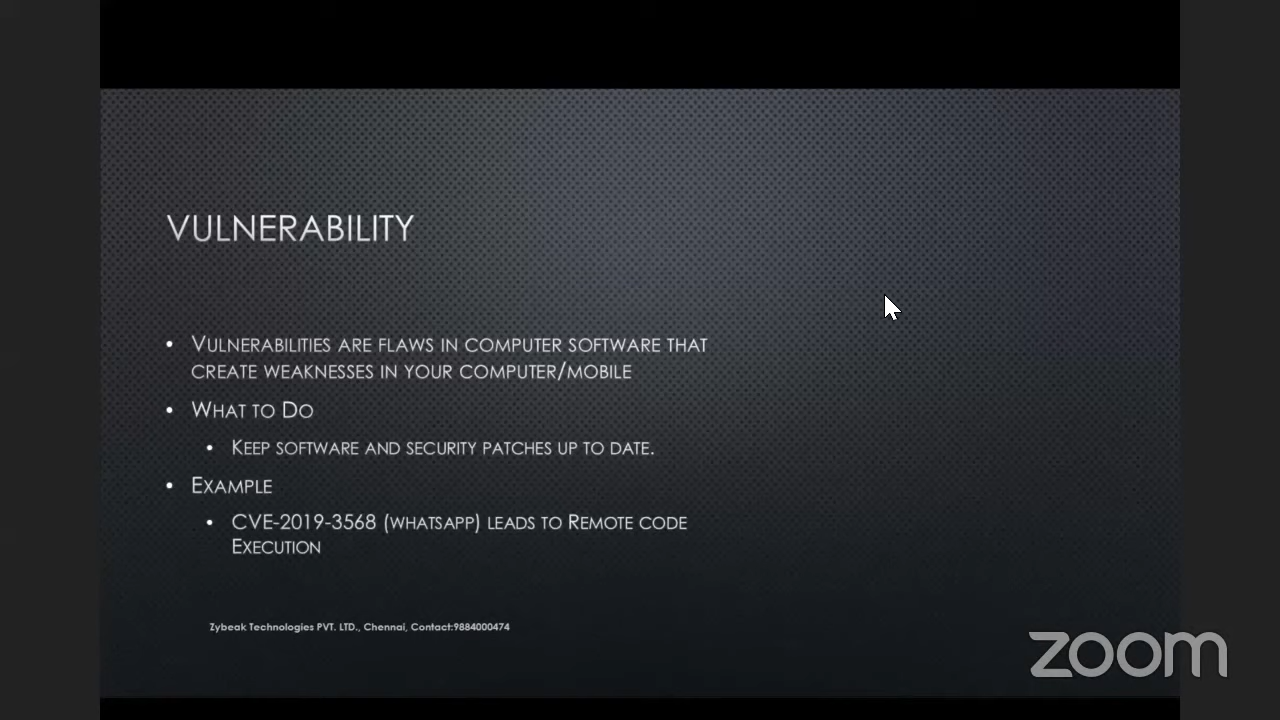 VULNERABILITY
• VULNERABILITIES ARE FLAWS IN COMPUTER SOFTWARE THAT
CREATE WEAKNESSES IN YOUR COMPUTER/MOBILE
• WHAT TO DO
• KEEP SOFTWARE AND SECURITY PATCHES UP TO DATE.
• EXAMPLE
• CVE-2019-3568 (WHATSAPP) LEADS TO REMOTE CODE
EXECUTION
Zybeak Technologies PVT. LTD., Chennai, Contact:9884000474
zoom